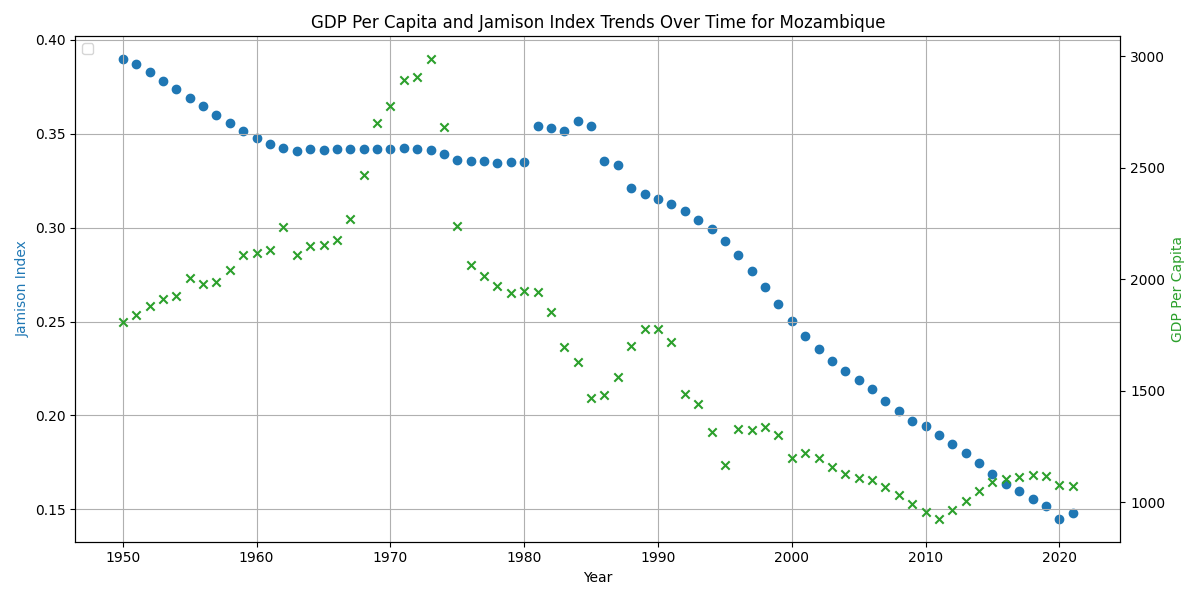 GDP Per Capita and Jamison Index Trends Over Time for Mozambique
0.40
0.35
0.30
0.25
0.20
0.15
Jamison Index
3000
2500
2000
1500
1000
GDP Per Capita
1950 1960 1970 1980 1990 2000 2010 2020
Year